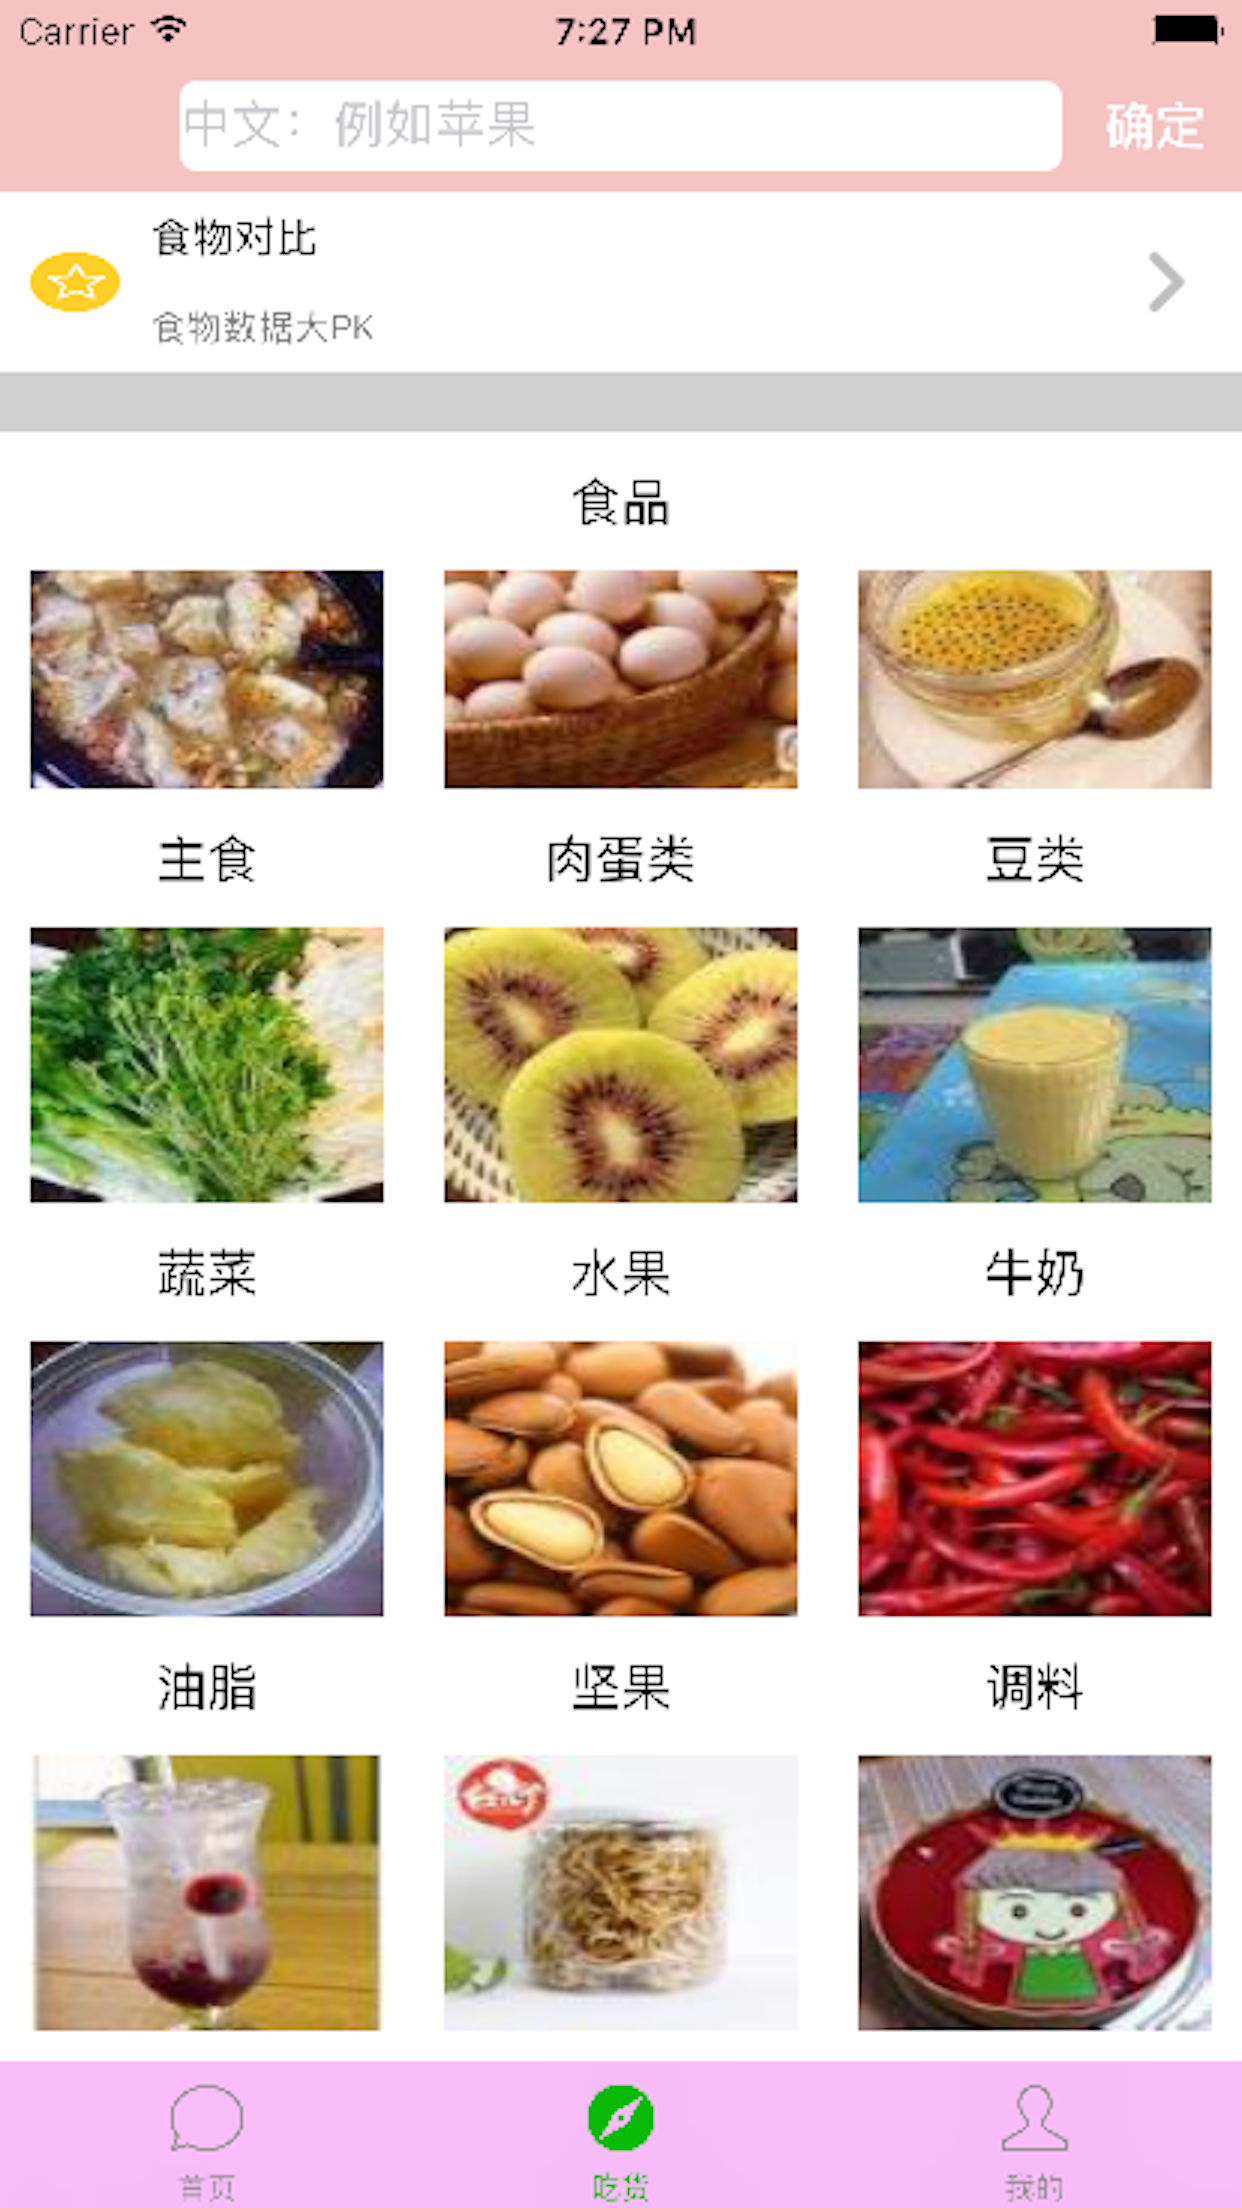 Carrier 7:27 PM
中文：例如苹果 确定
食物对比
食物数据大PK
食品
主食 肉蛋类 豆类
蔬菜 水果 牛奶
油脂 坚果 调料
首页 吃货 我的